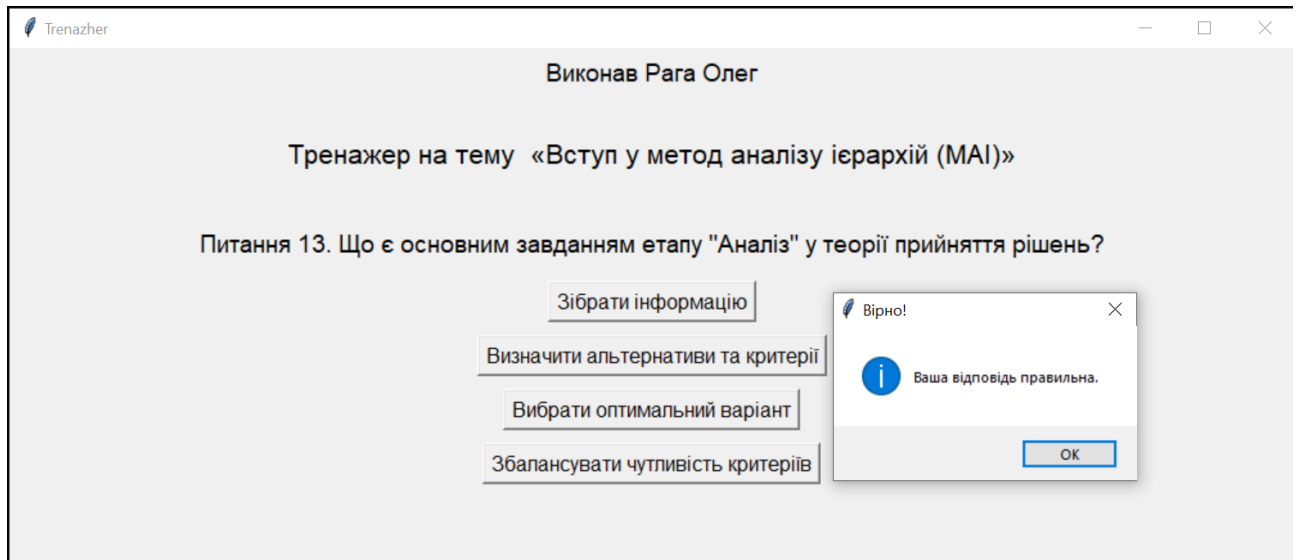 Trenazher
Виконав Рага Олег
Тренажер на тему «Вступ у метод аналізу ієрархій (МАІ)»
Питання 13. Що є основним завданням етапу "Аналіз" у теорії прийняття рішень?
Зібрати інформацію
Визначити альтернативи та критерії
Вибрати оптимальний варіант
Збалансувати чутливість критеріїв
Вірно!
Ваша відповідь правильна.
OK